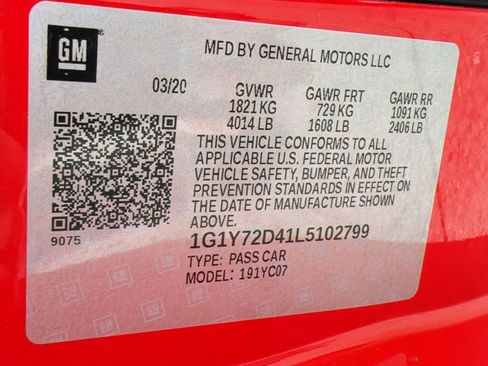 GM
MFD BY GENERAL MOTORS LLC
03/20 GVWR GAWR FRT GAWR RR
1821 KG 729 KG 1091 KG
4014 LB 1608 LB 2406 LB
THIS VEHICLE CONFORMS TO ALL
APPLICABLE U.S. FEDERAL MOTOR
VEHICLE SAFETY, BUMPER, AND THEFT
PREVENTION STANDARDS IN EFFECT ON
THE DATE OF MANUFACTURE SHOWN
ABOVE.
9075
1G1Y72D41L5102799
TYPE: PASS CAR
MODEL: 191YC07